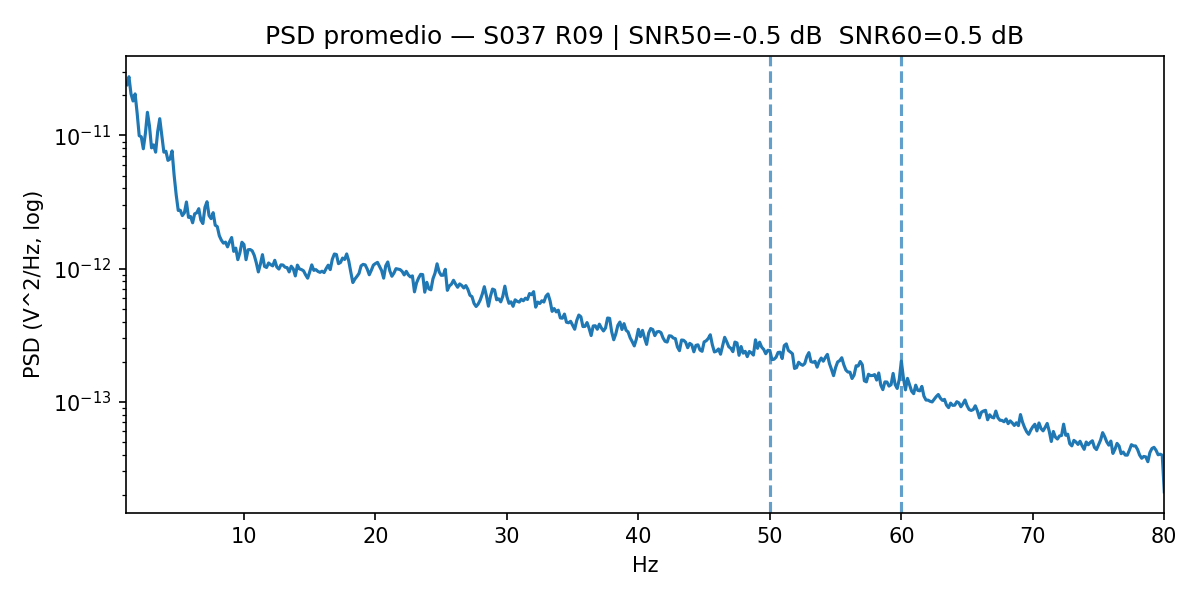 PSD promedio — S037 R09 | SNR50=-0.5 dB  SNR60=0.5 dB
PSD (V^2/Hz, log)
10⁻¹¹
10⁻¹²
10⁻¹³
10 20 30 40 50 60 70 80
Hz